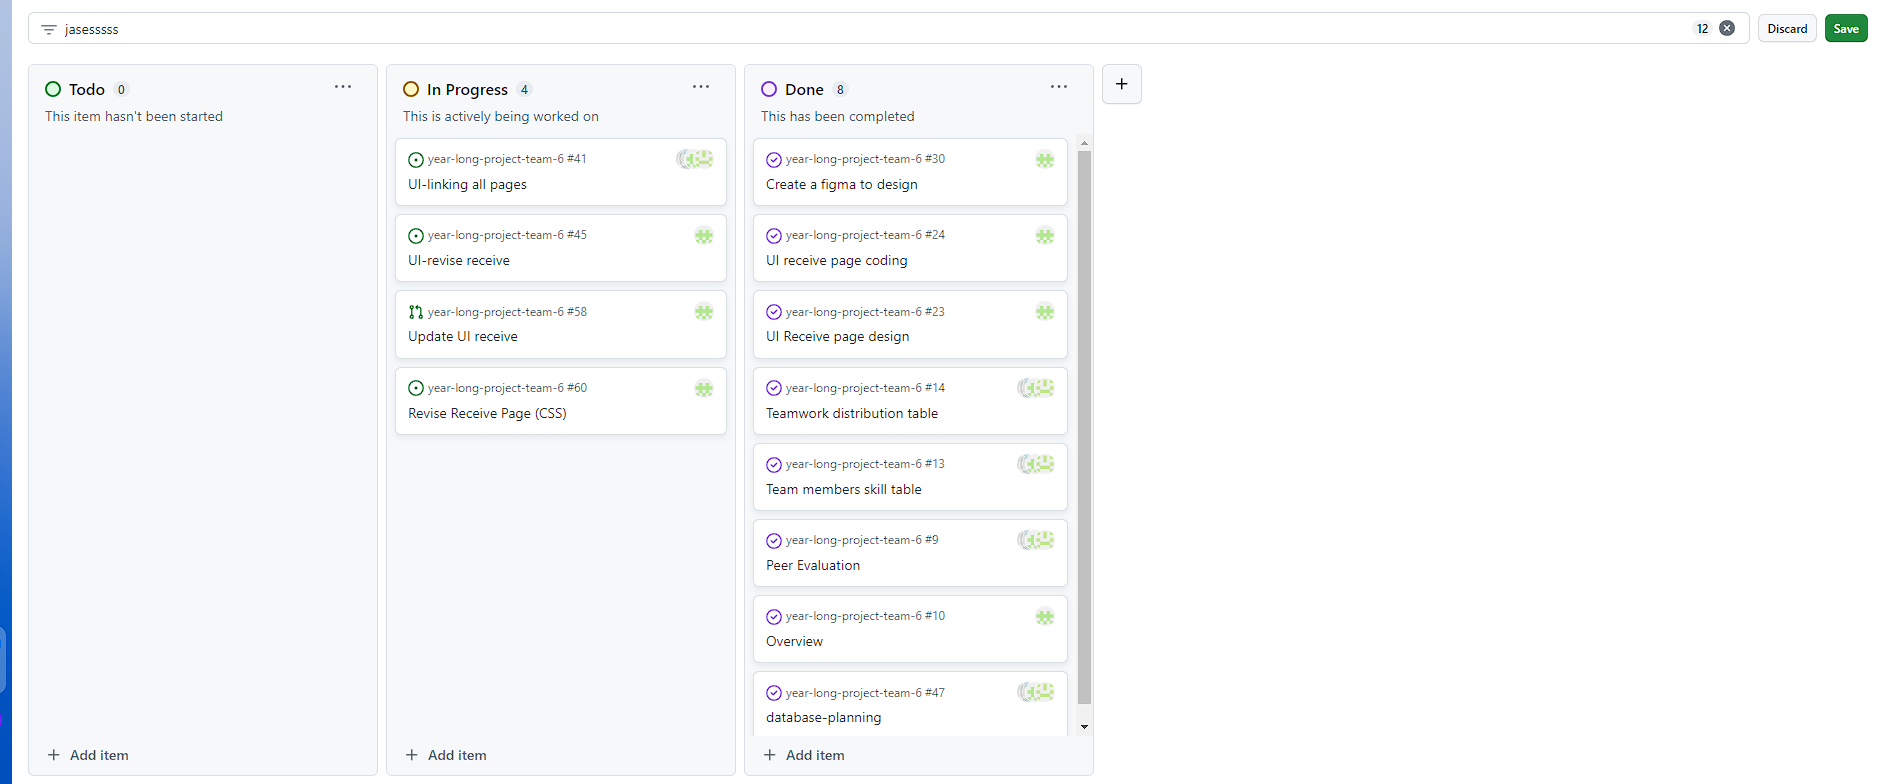 jasesssss
12
Discard
Save
Todo 0
This item hasn't been started
Add item
In Progress 4
This is actively being worked on
year-long-project-team-6 #41
UI-linking all pages
year-long-project-team-6 #45
UI-revise receive
year-long-project-team-6 #58
Update UI receive
year-long-project-team-6 #60
Revise Receive Page (CSS)
Add item
Done 8
This has been completed
year-long-project-team-6 #30
Create a figma to design
year-long-project-team-6 #24
UI receive page coding
year-long-project-team-6 #23
UI Receive page design
year-long-project-team-6 #14
Teamwork distribution table
year-long-project-team-6 #13
Team members skill table
year-long-project-team-6 #9
Peer Evaluation
year-long-project-team-6 #10
Overview
year-long-project-team-6 #47
database-planning
Add item